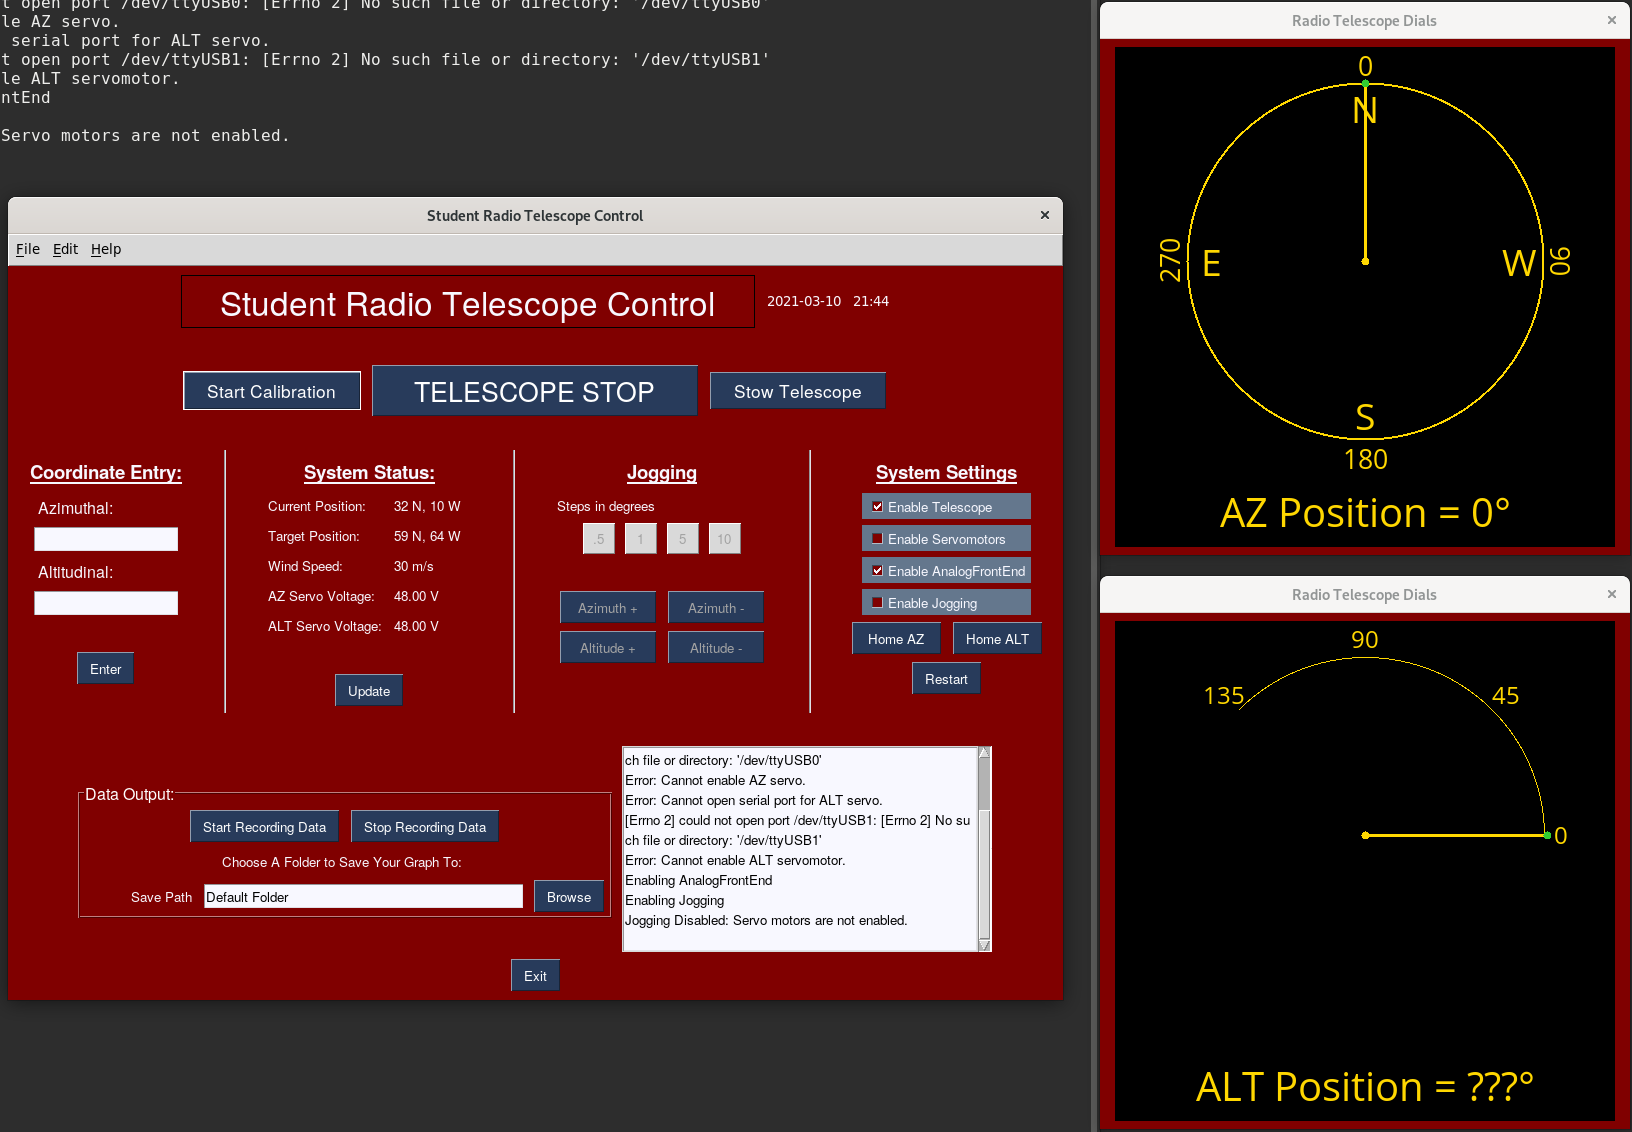 t open port /dev/ttyUSB0: [Errno 2] No such file or directory: '/dev/ttyUSB0'
le AZ servo.
serial port for ALT servo.
t open port /dev/ttyUSB1: [Errno 2] No such file or directory: '/dev/ttyUSB1'
le ALT servomotor.
ntEnd
Servo motors are not enabled.
Student Radio Telescope Control
File Edit Help
Student Radio Telescope Control
2021-03-10 21:44
Start Calibration
TELESCOPE STOP
Stow Telescope
Coordinate Entry:
Azimuthal:
Altitudinal:
Enter
System Status:
Current Position: 32 N, 10 W
Target Position: 59 N, 64 W
Wind Speed: 30 m/s
AZ Servo Voltage: 48.00 V
ALT Servo Voltage: 48.00 V
Update
Jogging
Steps in degrees
.5 1 5 10
Azimuth + Azimuth -
Altitude + Altitude -
System Settings
Enable Telescope
Enable Servomotors
Enable AnalogFrontEnd
Enable Jogging
Home AZ Home ALT
Restart
Data Output:
Start Recording Data Stop Recording Data
Choose A Folder to Save Your Graph To:
Save Path Default Folder Browse
ch file or directory: '/dev/ttyUSB0'
Error: Cannot enable AZ servo.
Error: Cannot open serial port for ALT servo.
[Errno 2] could not open port /dev/ttyUSB1: [Errno 2] No su
ch file or directory: '/dev/ttyUSB1'
Error: Cannot enable ALT servomotor.
Enabling AnalogFrontEnd
Enabling Jogging
Jogging Disabled: Servo motors are not enabled.
Exit
Radio Telescope Dials
0
N
270 E W 90
S
180
AZ Position = 0°
Radio Telescope Dials
90
135 45
0
ALT Position = ???°